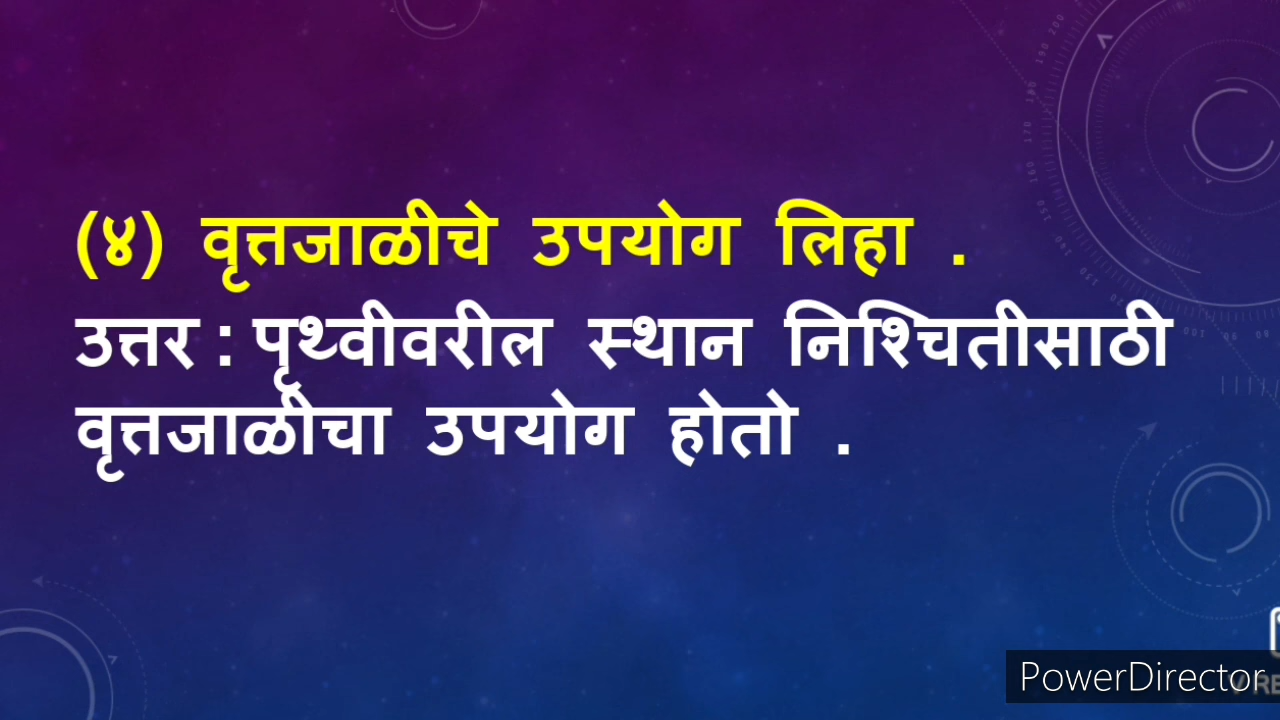 (४) वृत्तजाळीचे उपयोग लिहा .
उत्तर : पृथ्वीवरील स्थान निश्चितीसाठी
वृत्तजाळीचा उपयोग होतो .
PowerDirector